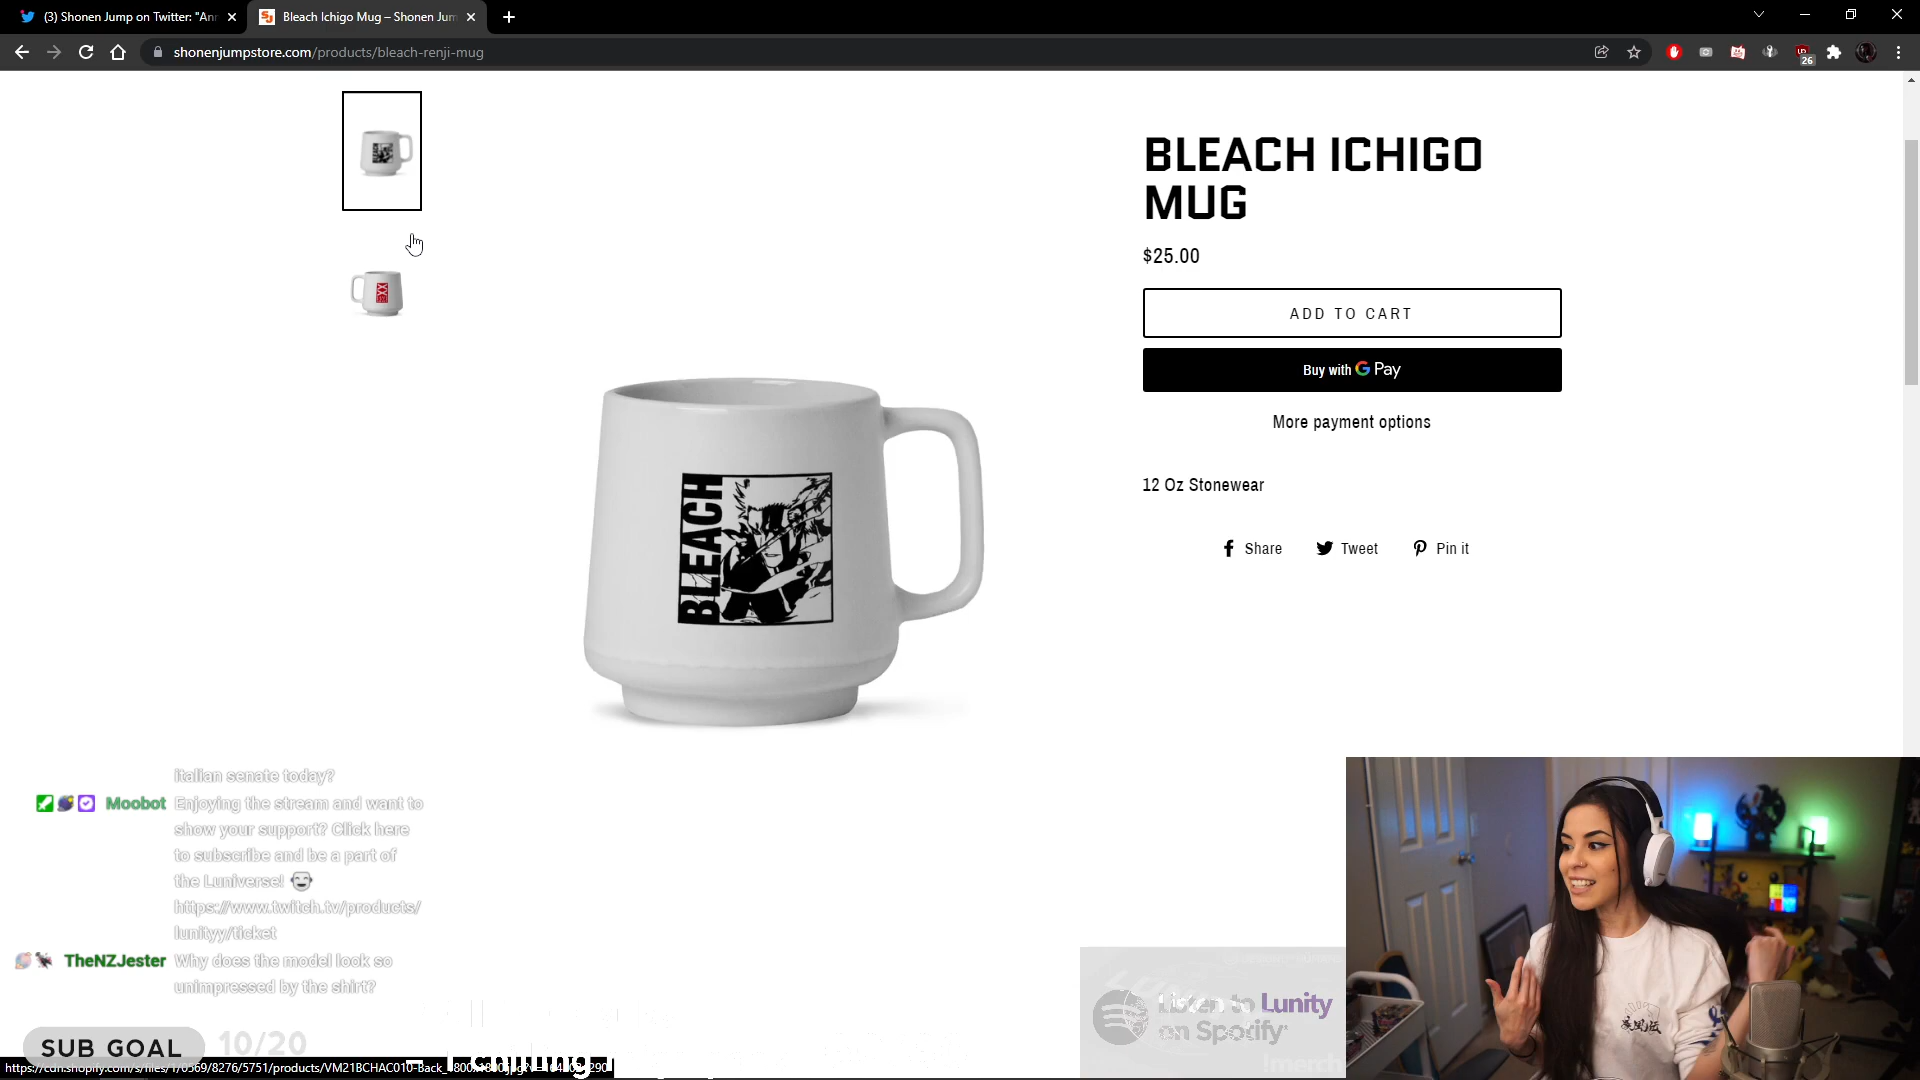 (3) Shonen Jump on Twitter: "Anr
Bleach Ichigo Mug – Shonen Jum
shonenjumpstore.com/products/bleach-renji-mug
26
BLEACH ICHIGO
MUG
$25.00
ADD TO CART
Buy with G Pay
More payment options
12 Oz Stonewear
Share
Tweet
Pin it
BLEACH
italian senate today?
Moobot Enjoying the stream and want to
show your support? Click here
to subscribe and be a part of
the Luniverse!
https://www.twitch.tv/products/
lunityy/ticket
TheNZJester Why does the model look so
unimpressed by the shirt?
SUB GOAL 10/20
Listen to Lunity
on Spotify
!merch